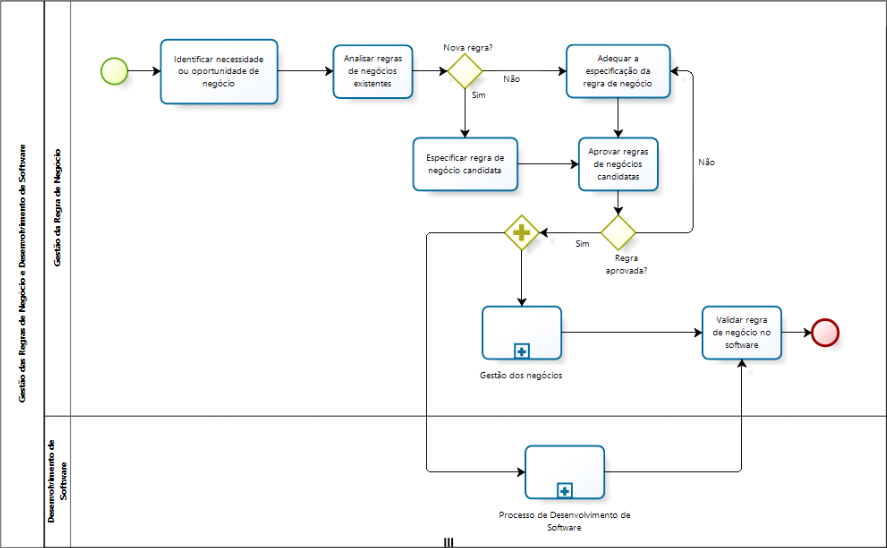 Gestão das Regras de Negócio e Desenvolvimento de Software
Gestão da Regra de Negócio
Identificar necessidade
ou oportunidade de
negócio
Analisar regras
de negócios
existentes
Nova regra?
Não
Sim
Adequar a
especificação da
regra de negócio
Especificar regra de
negócio candidata
Aprovar regras
de negócios
candidatas
Não
Sim
Regra
aprovada?
Gestão dos negócios
Validar regra
de negócio no
software
Desenvolvimento de
Software
Processo de Desenvolvimento de
Software